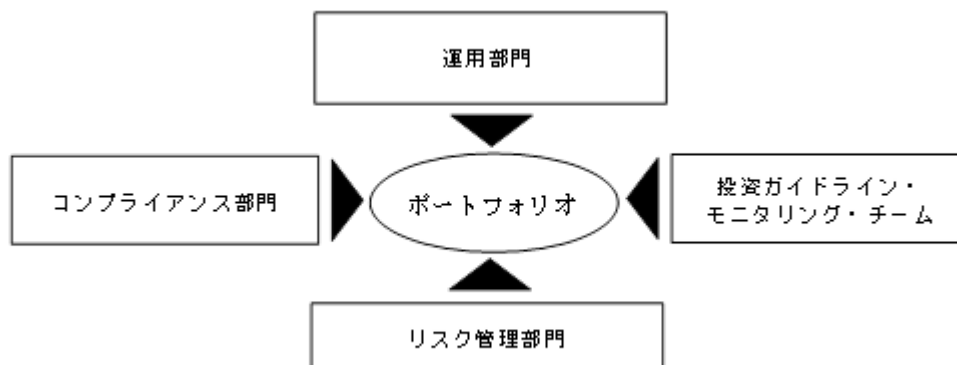 運用部門
コンプライアンス部門
ポートフォリオ
投資ガイドライン・
モニタリング・チーム
リスク管理部門